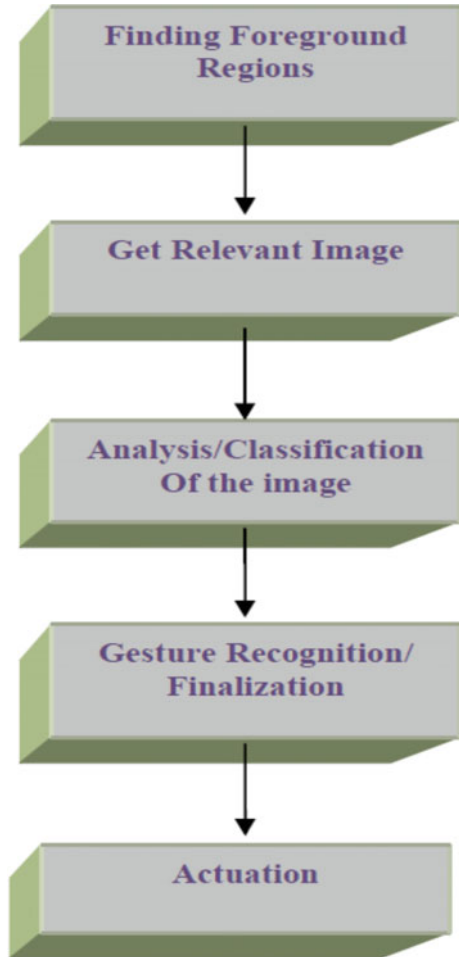 Finding Foreground
Regions
Get Relevant Image
Analysis/Classification
Of the image
Gesture Recognition/
Finalization
Actuation